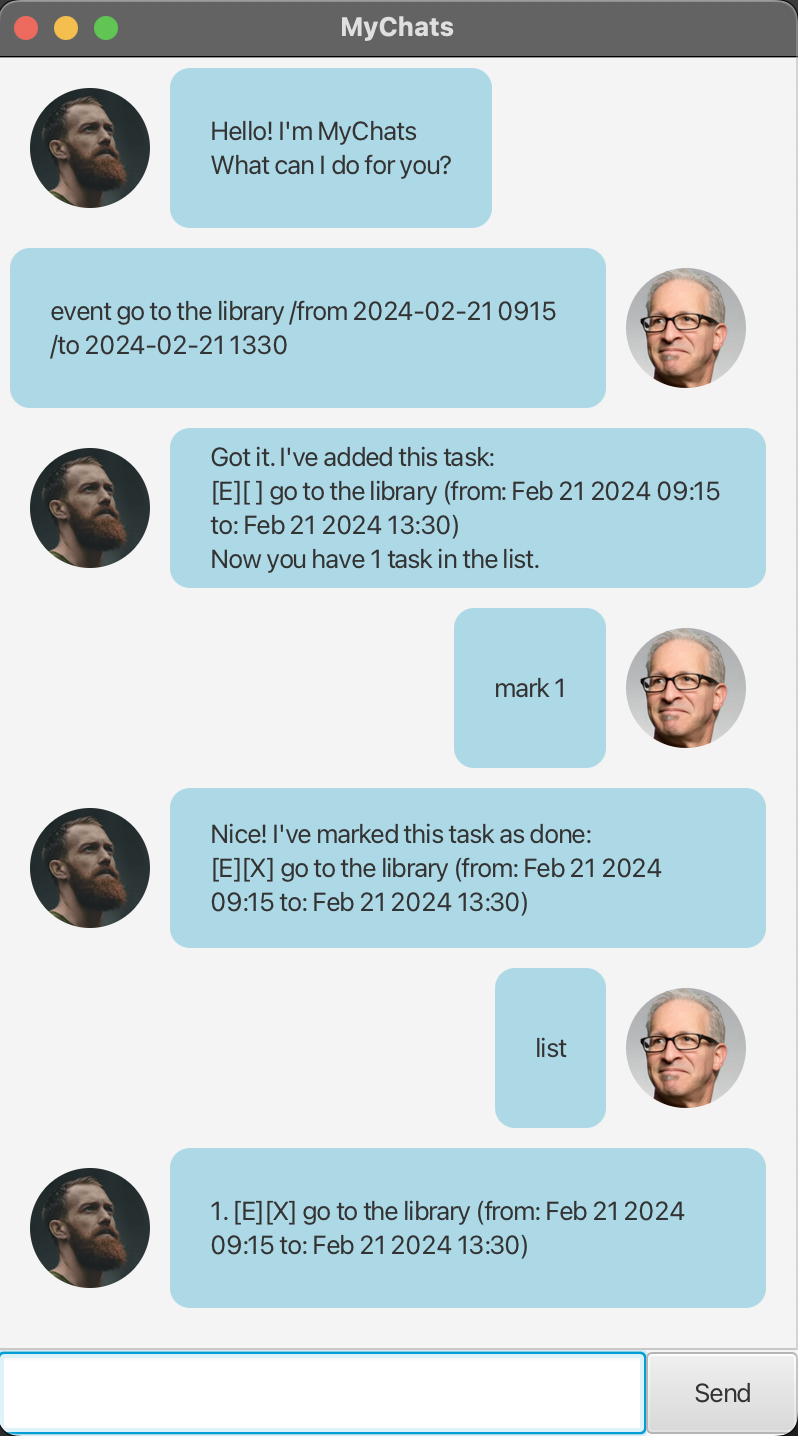 MyChats
Hello! I'm MyChats
What can I do for you?
event go to the library /from 2024-02-21 0915
/to 2024-02-21 1330
Got it. I've added this task:
[E][ ] go to the library (from: Feb 21 2024 09:15
to: Feb 21 2024 13:30)
Now you have 1 task in the list.
mark 1
Nice! I've marked this task as done:
[E][X] go to the library (from: Feb 21 2024
09:15 to: Feb 21 2024 13:30)
list
1. [E][X] go to the library (from: Feb 21 2024
09:15 to: Feb 21 2024 13:30)
Send